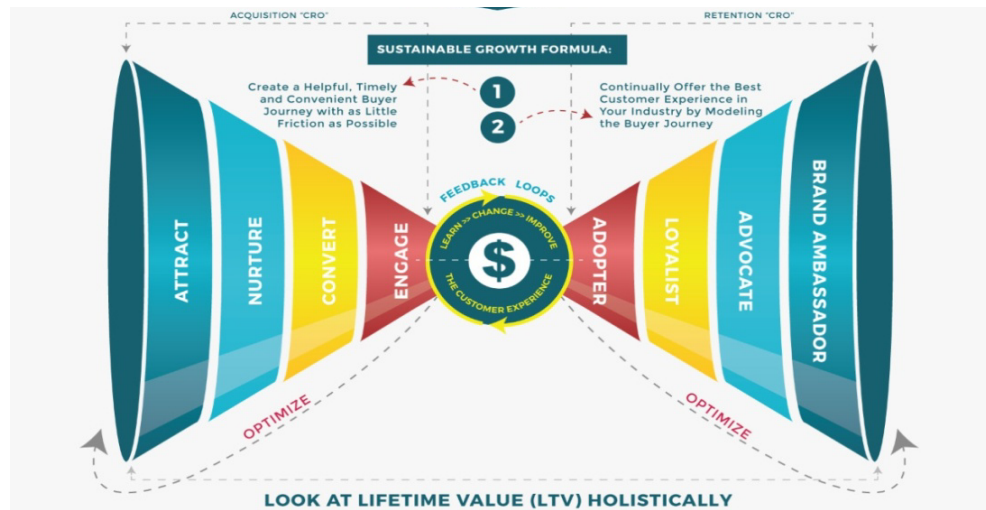 ACQUISITION "CRO"
RETENTION "CRO"
SUSTAINABLE GROWTH FORMULA:
Create a Helpful, Timely
and Convenient Buyer
Journey with as Little
Friction as Possible
1
2
Continually Offer the Best
Customer Experience in
Your Industry by Modeling
the Buyer Journey
ATTRACT
NURTURE
CONVERT
ENGAGE
FEEDBACK LOOPS
LEARN >> CHANGE >> IMPROVE
$
THE CUSTOMER EXPERIENCE
ADOPTER
LOYALIST
ADVOCATE
BRAND AMBASSADOR
OPTIMIZE
OPTIMIZE
LOOK AT LIFETIME VALUE (LTV) HOLISTICALLY